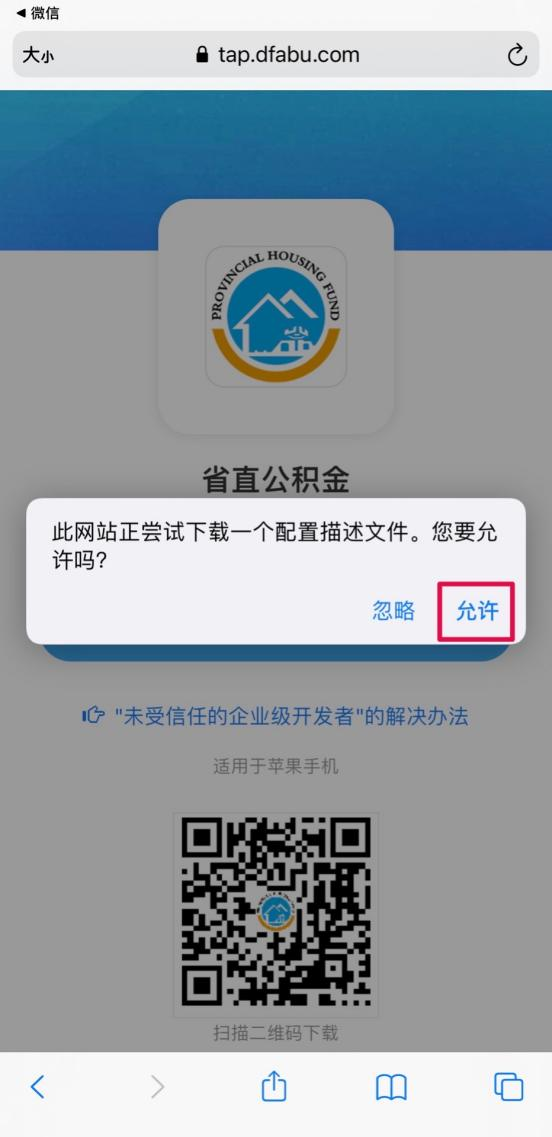 微信
大小
tap.dfabu.com
PROVINCIAL HOUSING FUND
省直公积金
此网站正尝试下载一个配置描述文件。您要允
许吗?
忽略 允许
"未受信任的企业级开发者"的解决办法
适用于苹果手机
扫描二维码下载